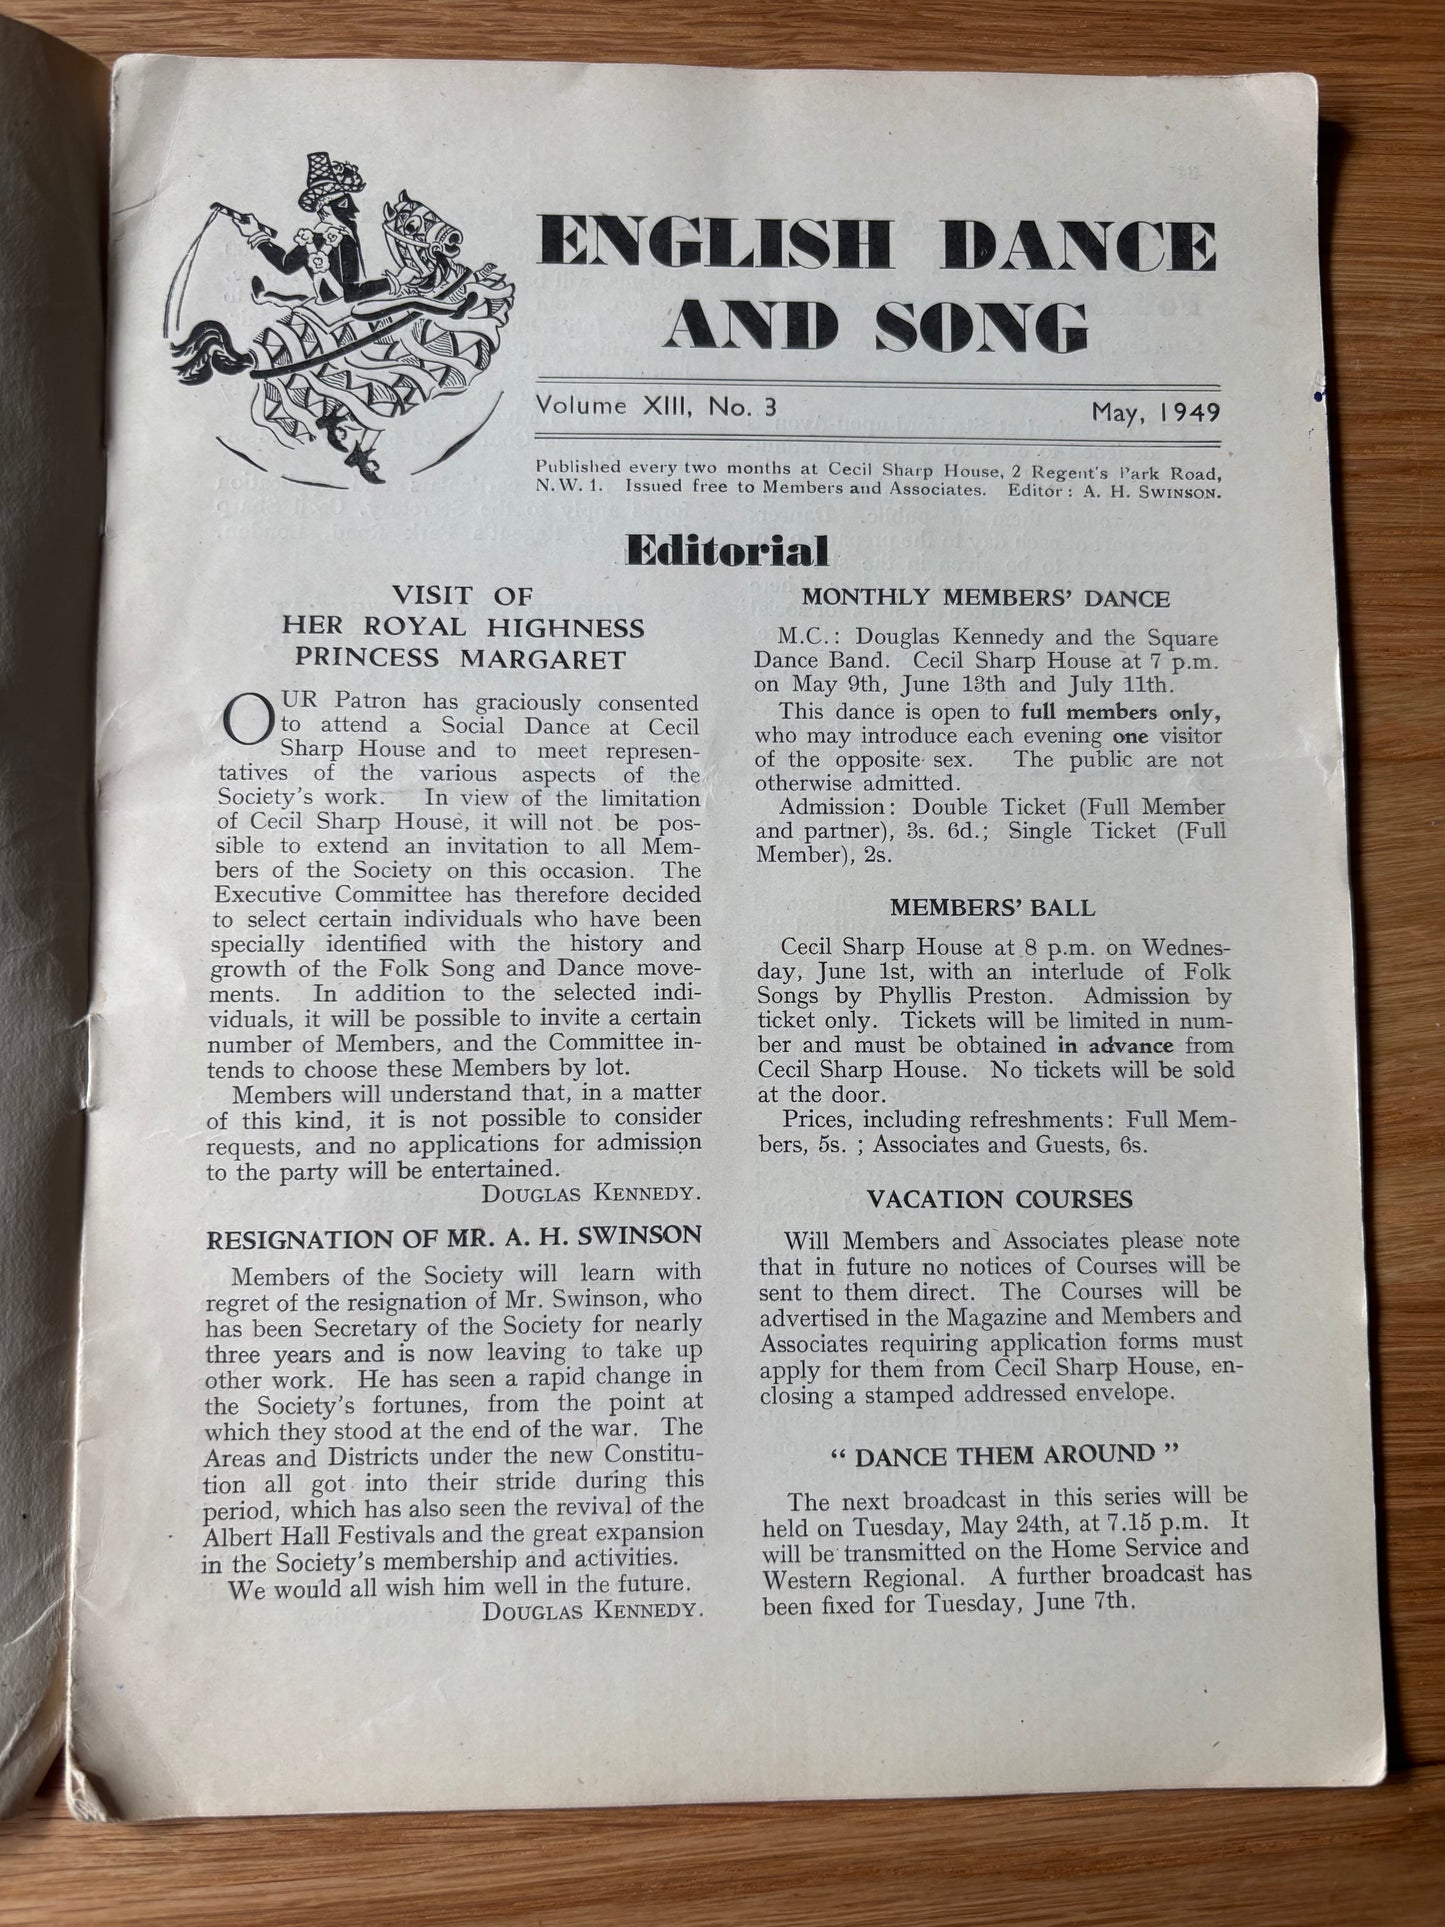 ENGLISH DANCE
AND SONG
Volume XIII, No. 3 May, 1949
Published every two months at Cecil Sharp House, 2 Regent's Park Road,
N.W. 1. Issued free to Members and Associates. Editor: A. H. SWINSON.
Editorial
VISIT OF
HER ROYAL HIGHNESS
PRINCESS MARGARET
OUR Patron has graciously consented
to attend a Social Dance at Cecil
Sharp House and to meet represen-
tatives of the various aspects of the
Society's work. In view of the limitation
of Cecil Sharp House, it will not be pos-
sible to extend an invitation to all Mem-
bers of the Society on this occasion. The
Executive Committee has therefore decided
to select certain individuals who have been
specially identified with the history and
growth of the Folk Song and Dance move-
ments. In addition to the selected indi-
viduals, it will be possible to invite a certain
number of Members, and the Committee in-
tends to choose these Members by lot.
Members will understand that, in a matter
of this kind, it is not possible to consider
requests, and no applications for admission
to the party will be entertained.
DOUGLAS KENNEDY.
RESIGNATION OF MR. A. H. SWINSON
Members of the Society will learn with
regret of the resignation of Mr. Swinson, who
has been Secretary of the Society for nearly
three years and is now leaving to take up
other work. He has seen a rapid change in
the Society's fortunes, from the point at
which they stood at the end of the war. The
Areas and Districts under the new Constitu-
tion all got into their stride during this
period, which has also seen the revival of the
Albert Hall Festivals and the great expansion
in the Society's membership and activities.
We would all wish him well in the future.
DOUGLAS KENNEDY.
MONTHLY MEMBERS' DANCE
M.C.: Douglas Kennedy and the Square
Dance Band. Cecil Sharp House at 7 p.m.
on May 9th, June 13th and July 11th.
This dance is open to full members only,
who may introduce each evening one visitor
of the opposite sex. The public are not
otherwise admitted.
Admission: Double Ticket (Full Member
and partner), 3s. 6d.; Single Ticket (Full
Member), 2s.
MEMBERS' BALL
Cecil Sharp House at 8 p.m. on Wednes-
day, June 1st, with an interlude of Folk
Songs by Phyllis Preston. Admission by
ticket only. Tickets will be limited in num-
ber and must be obtained in advance from
Cecil Sharp House. No tickets will be sold
at the door.
Prices, including refreshments: Full Mem-
bers, 5s. ; Associates and Guests, 6s.
VACATION COURSES
Will Members and Associates please note
that in future no notices of Courses will be
sent to them direct. The Courses will be
advertised in the Magazine and Members and
Associates requiring application forms must
apply for them from Cecil Sharp House, en-
closing a stamped addressed envelope.
“ DANCE THEM AROUND ”
The next broadcast in this series will be
held on Tuesday, May 24th, at 7.15 p.m. It
will be transmitted on the Home Service and
Western Regional. A further broadcast has
been fixed for Tuesday, June 7th.